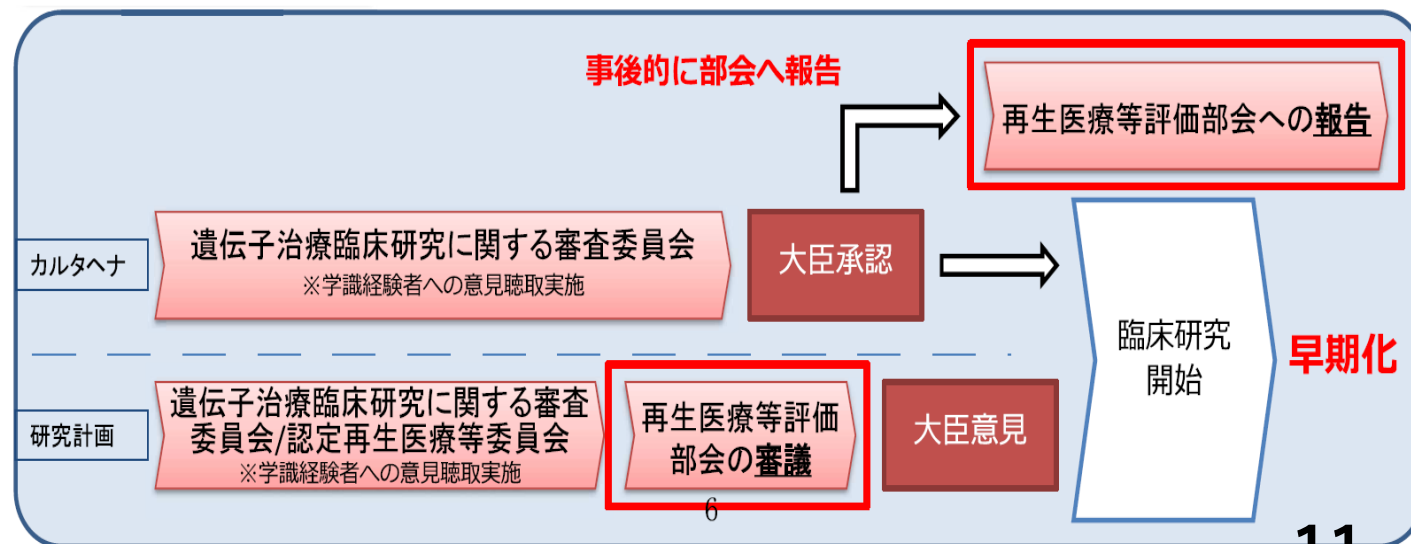 事後的に部会へ報告
再生医療等評価部会への報告
カルタヘナ
遺伝子治療臨床研究に関する審査委員会
※学識経験者への意見聴取実施
大臣承認
臨床研究
開始
早期化
研究計画
遺伝子治療臨床研究に関する審査
委員会/認定再生医療等委員会
※学識経験者への意見聴取実施
再生医療等評価
部会の審議
大臣意見
6
11